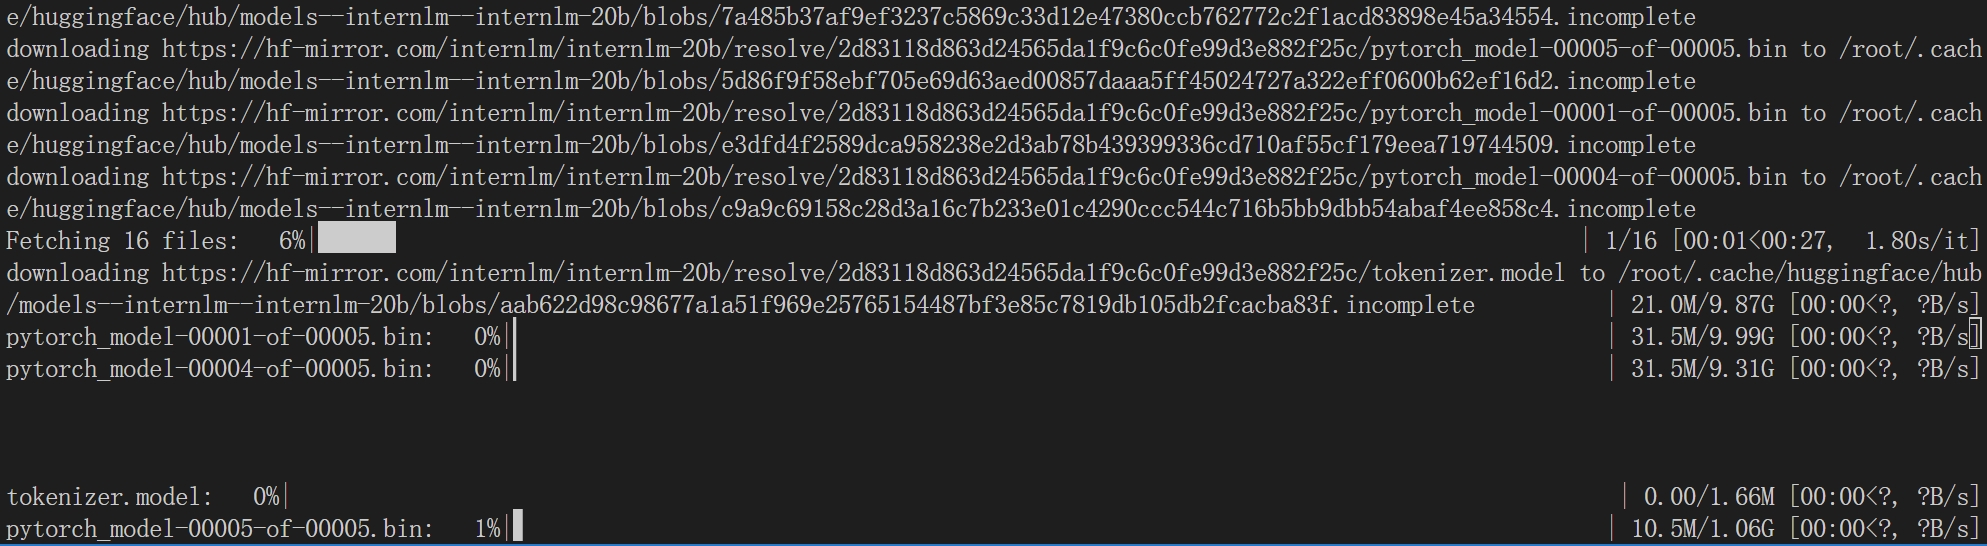 e/huggingface/hub/models--internlm--internlm-20b/blobs/7a485b37af9ef3237c5869c33d12e47380ccb762772c2f1acd83898e45a34554.incomplete
downloading https://hf-mirror.com/internlm/internlm-20b/resolve/2d83118d863d24565da1f9c6c0fe99d3e882f25c/pytorch_model-00005-of-00005.bin to /root/.cach
e/huggingface/hub/models--internlm--internlm-20b/blobs/5d86f9f58ebf705e69d63aed00857daaa5ff45024727a322eff0600b62ef16d2.incomplete
downloading https://hf-mirror.com/internlm/internlm-20b/resolve/2d83118d863d24565da1f9c6c0fe99d3e882f25c/pytorch_model-00001-of-00005.bin to /root/.cach
e/huggingface/hub/models--internlm--internlm-20b/blobs/e3dfd4f2589dca958238e2d3ab78b439399336cd710af55cf179eea719744509.incomplete
downloading https://hf-mirror.com/internlm/internlm-20b/resolve/2d83118d863d24565da1f9c6c0fe99d3e882f25c/pytorch_model-00004-of-00005.bin to /root/.cach
e/huggingface/hub/models--internlm--internlm-20b/blobs/c9a9c69158c28d3a16c7b233e01c4290ccc544c716b5bb9dbb54abaf4ee858c4.incomplete
Fetching 16 files:   6%| | 1/16 [00:01<00:27,  1.80s/it]
downloading https://hf-mirror.com/internlm/internlm-20b/resolve/2d83118d863d24565da1f9c6c0fe99d3e882f25c/tokenizer.model to /root/.cache/huggingface/hub
/models--internlm--internlm-20b/blobs/aab622d98c98677a1a51f969e25765154487bf3e85c7819db105db2fcacba83f.incomplete | 21.0M/9.87G [00:00<?, ?B/s]
pytorch_model-00001-of-00005.bin:   0%| | 31.5M/9.99G [00:00<?, ?B/s]
pytorch_model-00004-of-00005.bin:   0%| | 31.5M/9.31G [00:00<?, ?B/s]
tokenizer.model:   0%| | 0.00/1.66M [00:00<?, ?B/s]
pytorch_model-00005-of-00005.bin:   1%| | 10.5M/1.06G [00:00<?, ?B/s]